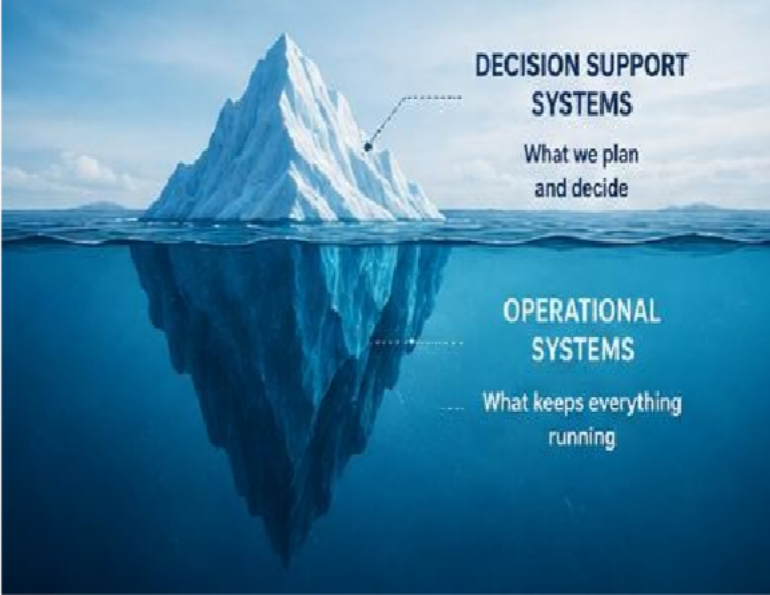 DECISION SUPPORT
SYSTEMS
What we plan
and decide
OPERATIONAL
SYSTEMS
What keeps everything
running